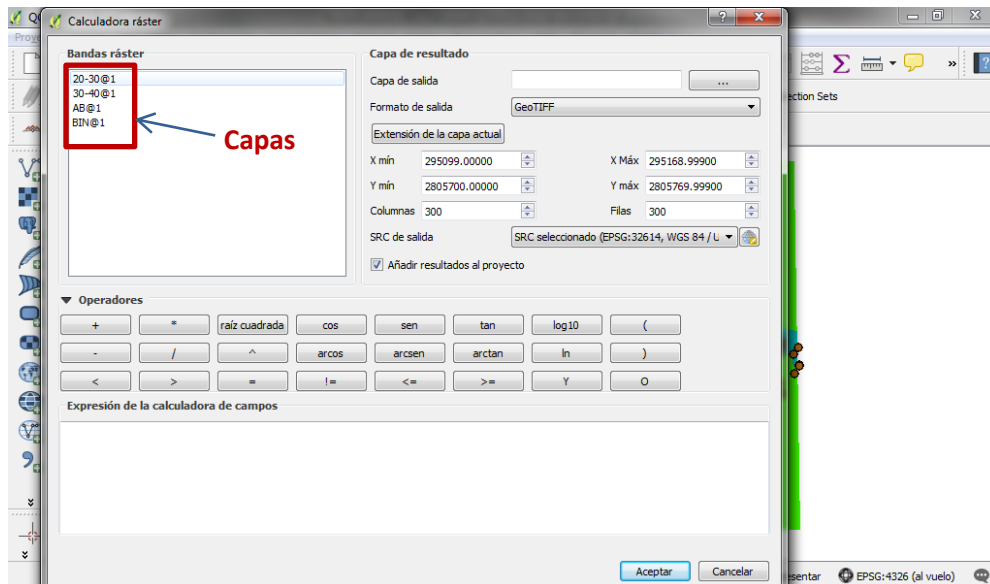 Q
Calculadora ráster
?
Proye
Bandas ráster
Capa de resultado
20-30@1
30-40@1
AB@1
BIN@1
Capas
Capa de salida
...
Formato de salida
GeoTIFF
Extensión de la capa actual
X mín
295099.00000
X Máx
295168.99900
Y mín
2805700.00000
Y máx
2805769.99900
Columnas
300
Filas
300
SRC de salida
SRC seleccionado (EPSG:32614, WGS 84 / U
Añadir resultados al proyecto
Σ
»
?
ection Sets
Operadores
+ * raíz cuadrada cos sen tan log10 (
- / ^ arcos arcsen arctan ln )
< > = != <= >= Y O
Expresión de la calculadora de campos
Aceptar
Cancelar
sentar
EPSG:4326 (al vuelo)